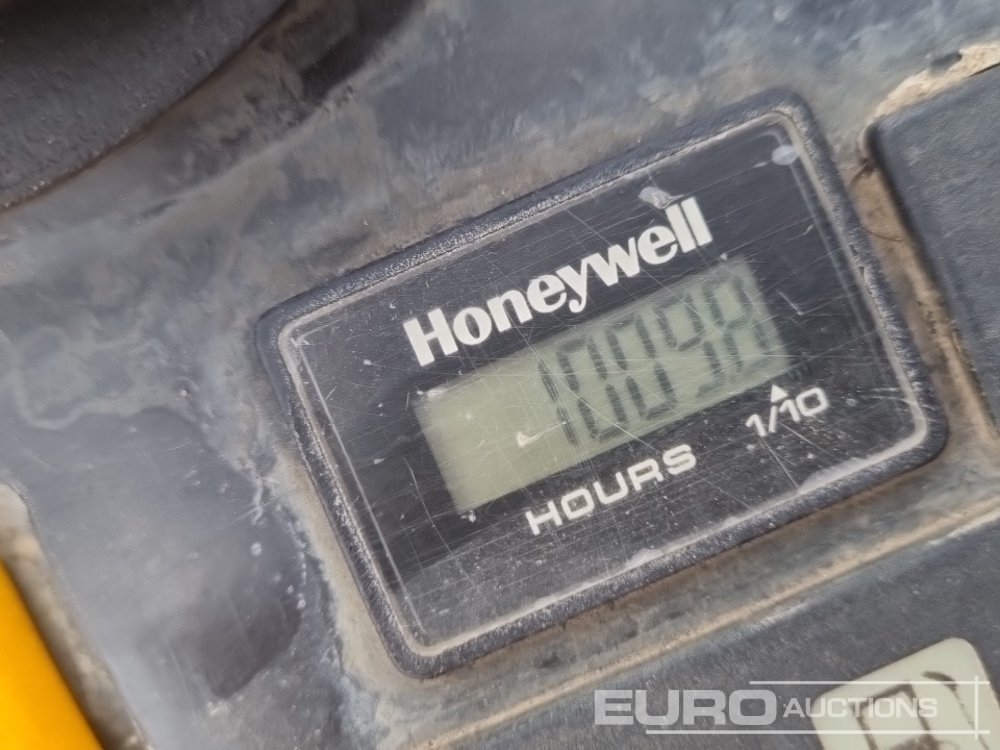 Honeywell
10098
HOURS 1/10
EURO AUCTIONS